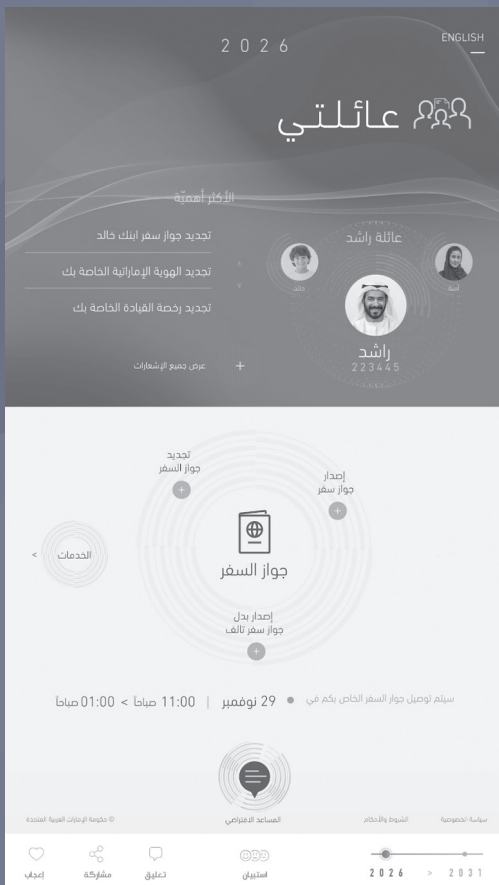 ENGLISH
2026
عائلتي
الأكثر أهميّة
تجديد جواز سفر ابنك خالد
تجديد الهوية الإماراتية الخاصة بك
تجديد رخصة القيادة الخاصة بك
عرض جميع الإشعارات +
عائلة راشد
آمنة
خالد
راشد
223445
إصدار
جواز سفر
تجديد
جواز السفر
جواز السفر
إصدار بدل
جواز سفر تالف
الخدمات >
سيتم توصيل جواز السفر الخاص بكم في • 29 نوفمبر | 11:00 صباحاً > 01:00 صباحاً
المساعد الافتراضي
سياسة الخصوصية
الشروط والأحكام
© حكومة الإمارات العربية المتحدة
2026 > 2031
استبيان
تعليق
مشاركة
إعجاب